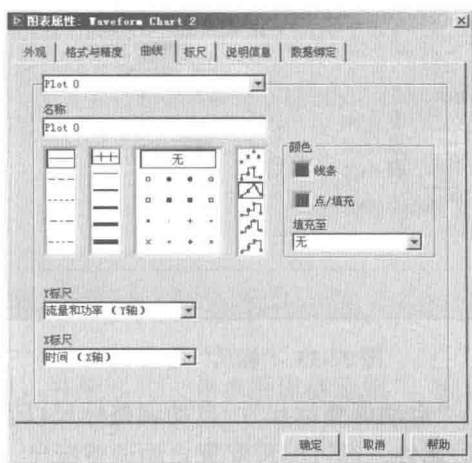 图表属性: Waveform Chart 2
外观 格式与精度 曲线 标尺 说明信息 数据绑定
Plot 0
名称
Plot 0
无
颜色
线条
点/填充
填充至
无
Y标尺
流量和功率 (Y轴)
X标尺
时间 (X轴)
确定 取消 帮助